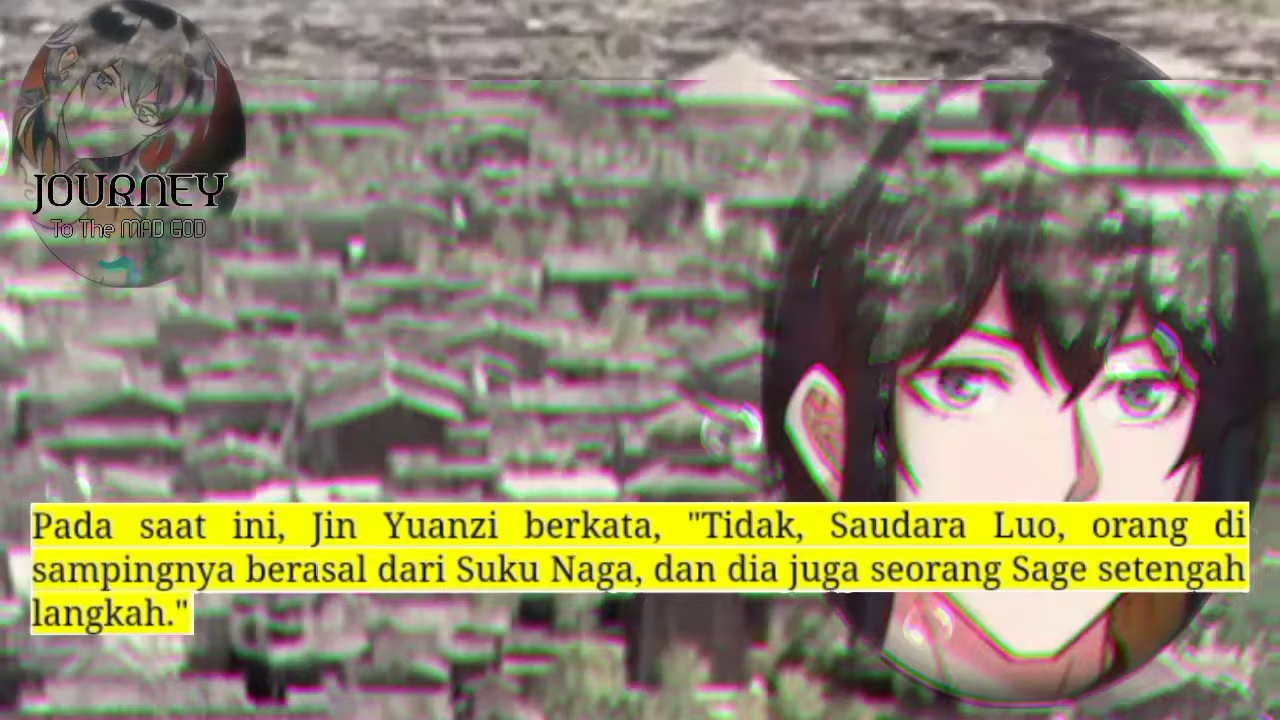 JOURNEY
To The MAD GOD
Pada saat ini, Jin Yuanzi berkata, "Tidak, Saudara Luo, orang di
sampingnya berasal dari Suku Naga, dan dia juga seorang Sage setengah
langkah."